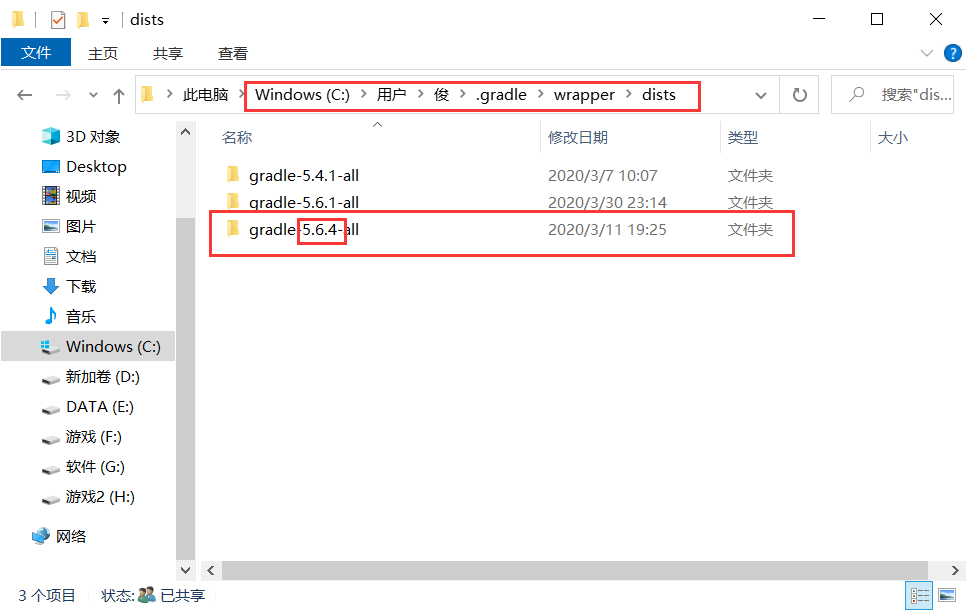 dists
文件 主页 共享 查看
此电脑 Windows (C:) 用户 俊 .gradle wrapper dists 搜索"dis...
名称 修改日期 类型 大小
3D 对象
Desktop
视频
图片
文档
下载
音乐
Windows (C:)
新加卷 (D:)
DATA (E:)
游戏 (F:)
软件 (G:)
游戏2 (H:)
网络
gradle-5.4.1-all 2020/3/7 10:07 文件夹
gradle-5.6.1-all 2020/3/30 23:14 文件夹
gradle-5.6.4-all 2020/3/11 19:25 文件夹
3 个项目 状态: 已共享